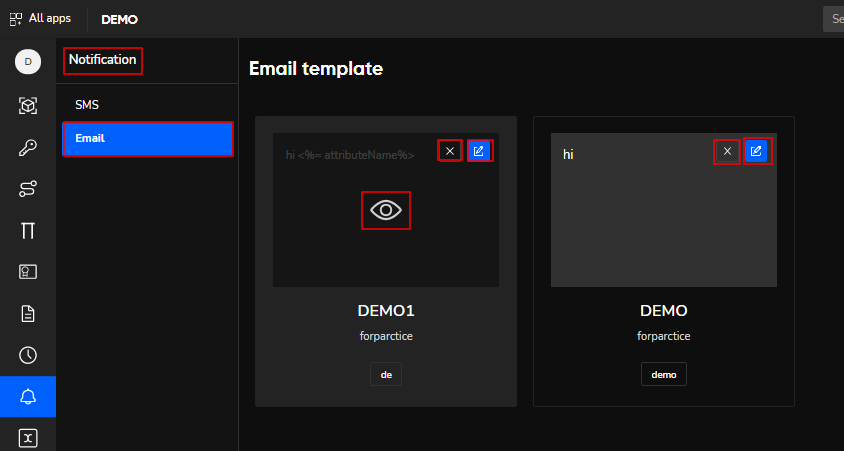 All apps
DEMO
Se
D
Notification
SMS
Email
Email template
hi <%= attributeName%>
hi
DEMO1
forparctice
de
DEMO
forparctice
demo